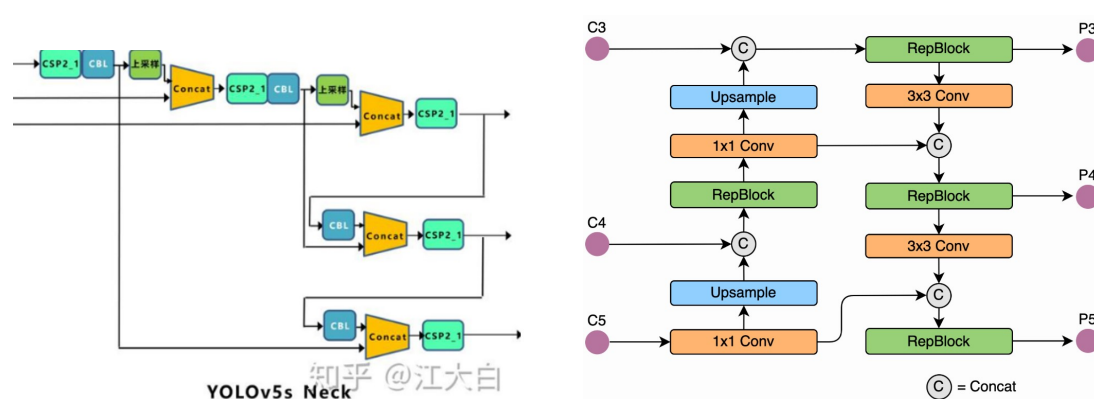 CSP2_1 CBL 上采样
Concat
CSP2_1 CBL 上采样
Concat
CSP2_1
CBL
Concat
CSP2_1
CBL
Concat
CSP2_1
知乎 @江大白
YOLOv5s Neck
C3
C
RepBlock
P3
Upsample
3x3 Conv
1x1 Conv
C
RepBlock
RepBlock
P4
C4
C
3x3 Conv
Upsample
C
C5
1x1 Conv
RepBlock
P5
C = Concat